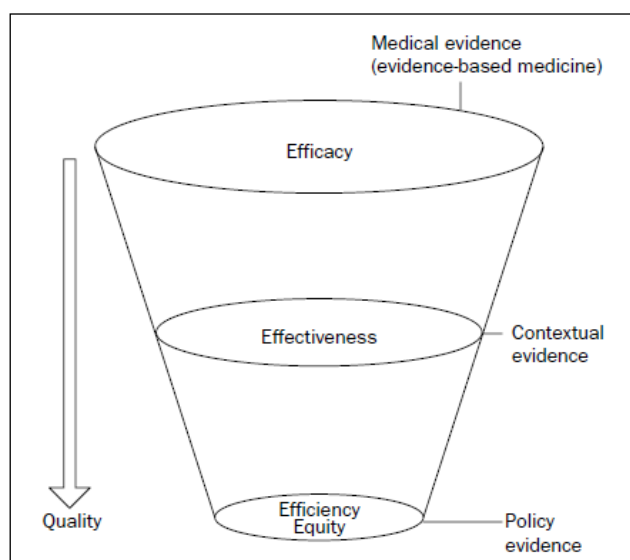 Medical evidence
(evidence-based medicine)
Efficacy
Effectiveness
Contextual
evidence
Efficiency
Equity
Quality
Policy
evidence